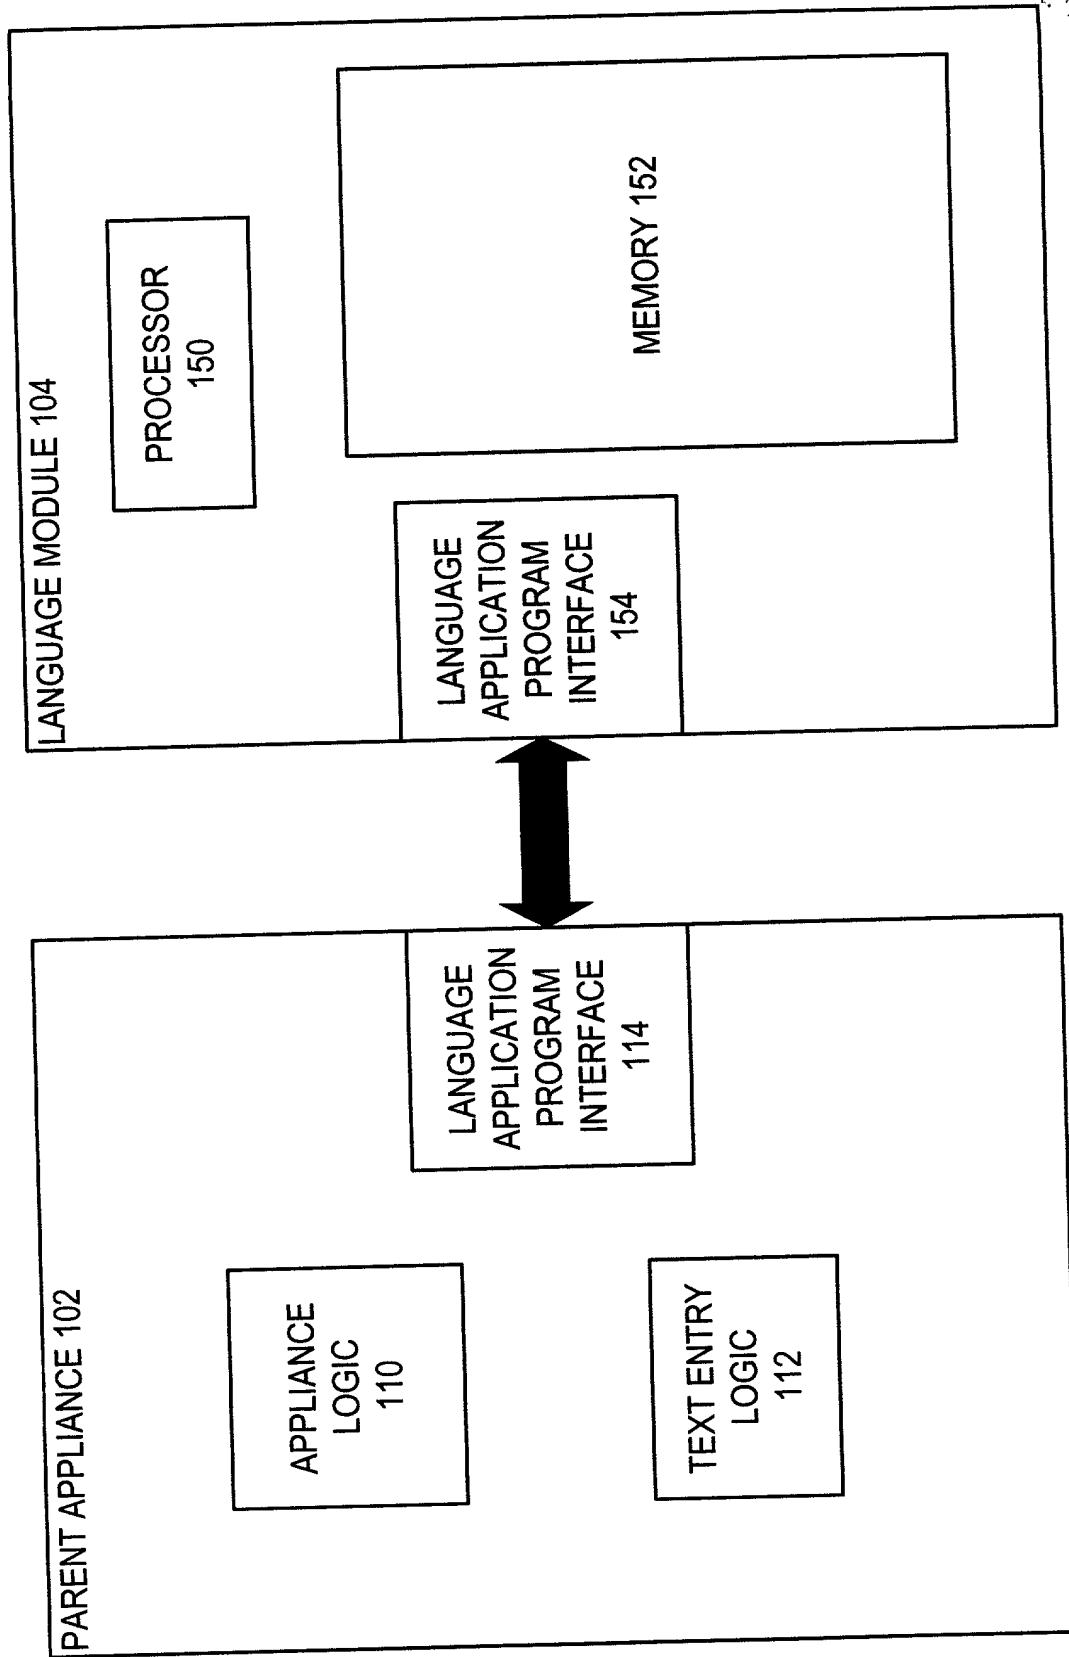 PARENT APPLIANCE 102
APPLIANCE
LOGIC
110
TEXT ENTRY
LOGIC
112
LANGUAGE
APPLICATION
PROGRAM
INTERFACE
114
LANGUAGE MODULE 104
LANGUAGE
APPLICATION
PROGRAM
INTERFACE
154
PROCESSOR
150
MEMORY 152